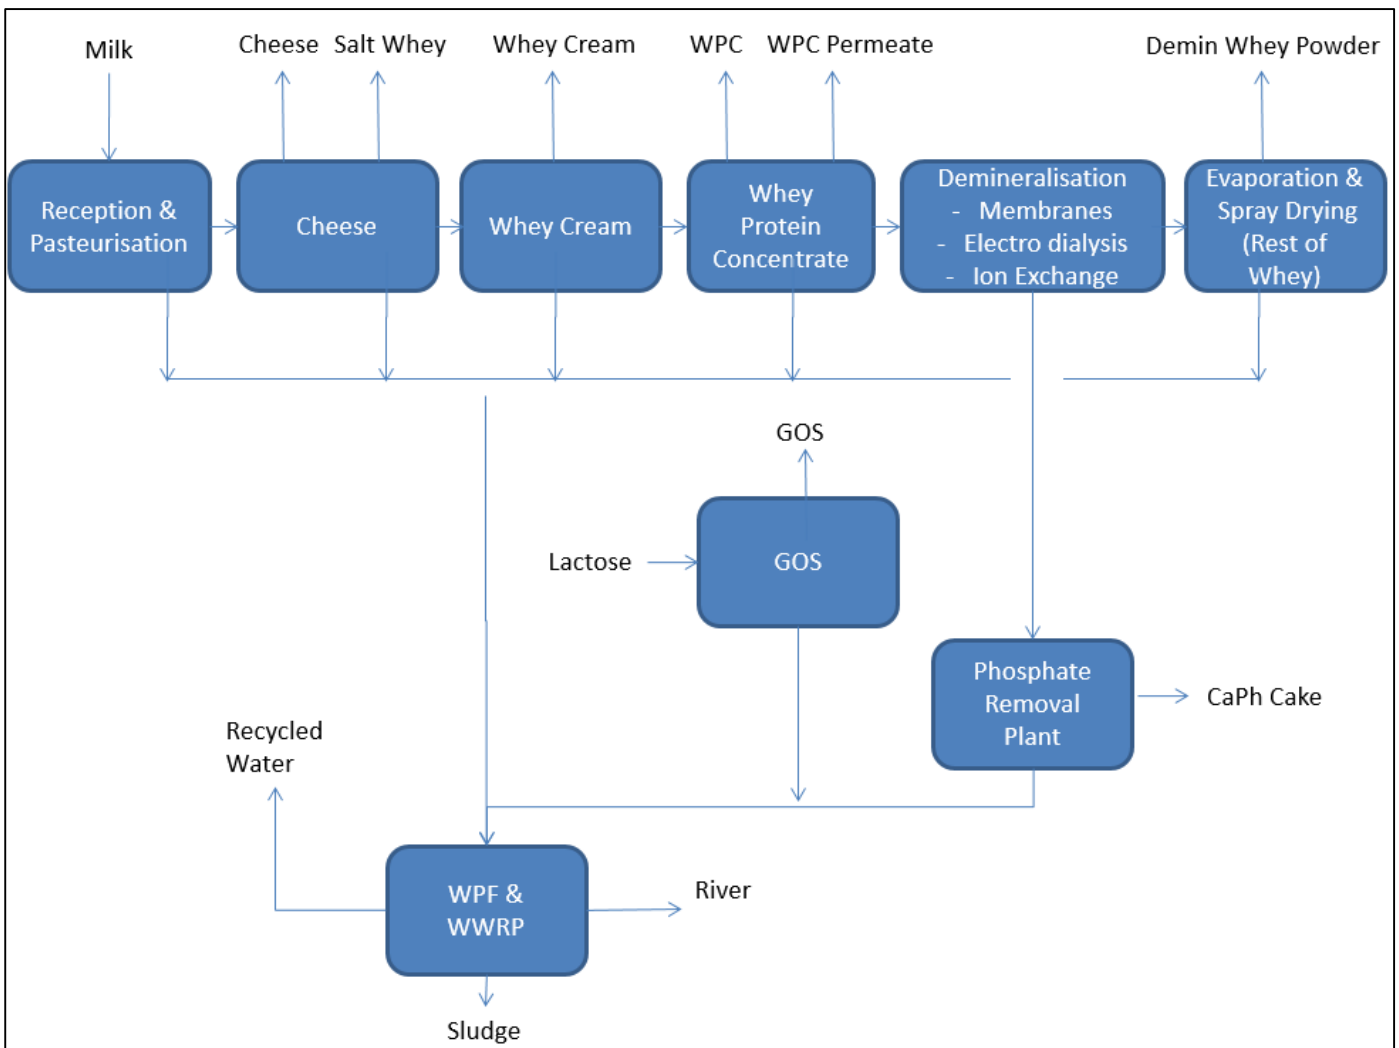 Milk
Cheese
Salt Whey
Whey Cream
WPC
WPC Permeate
Demin Whey Powder
Reception &
Pasteurisation
Cheese
Whey Cream
Whey
Protein
Concentrate
Demineralisation
- Membranes
- Electro dialysis
- Ion Exchange
Evaporation &
Spray Drying
(Rest of
Whey)
GOS
Lactose
GOS
Phosphate
Removal
Plant
CaPh Cake
Recycled
Water
WPF &
WWRP
River
Sludge